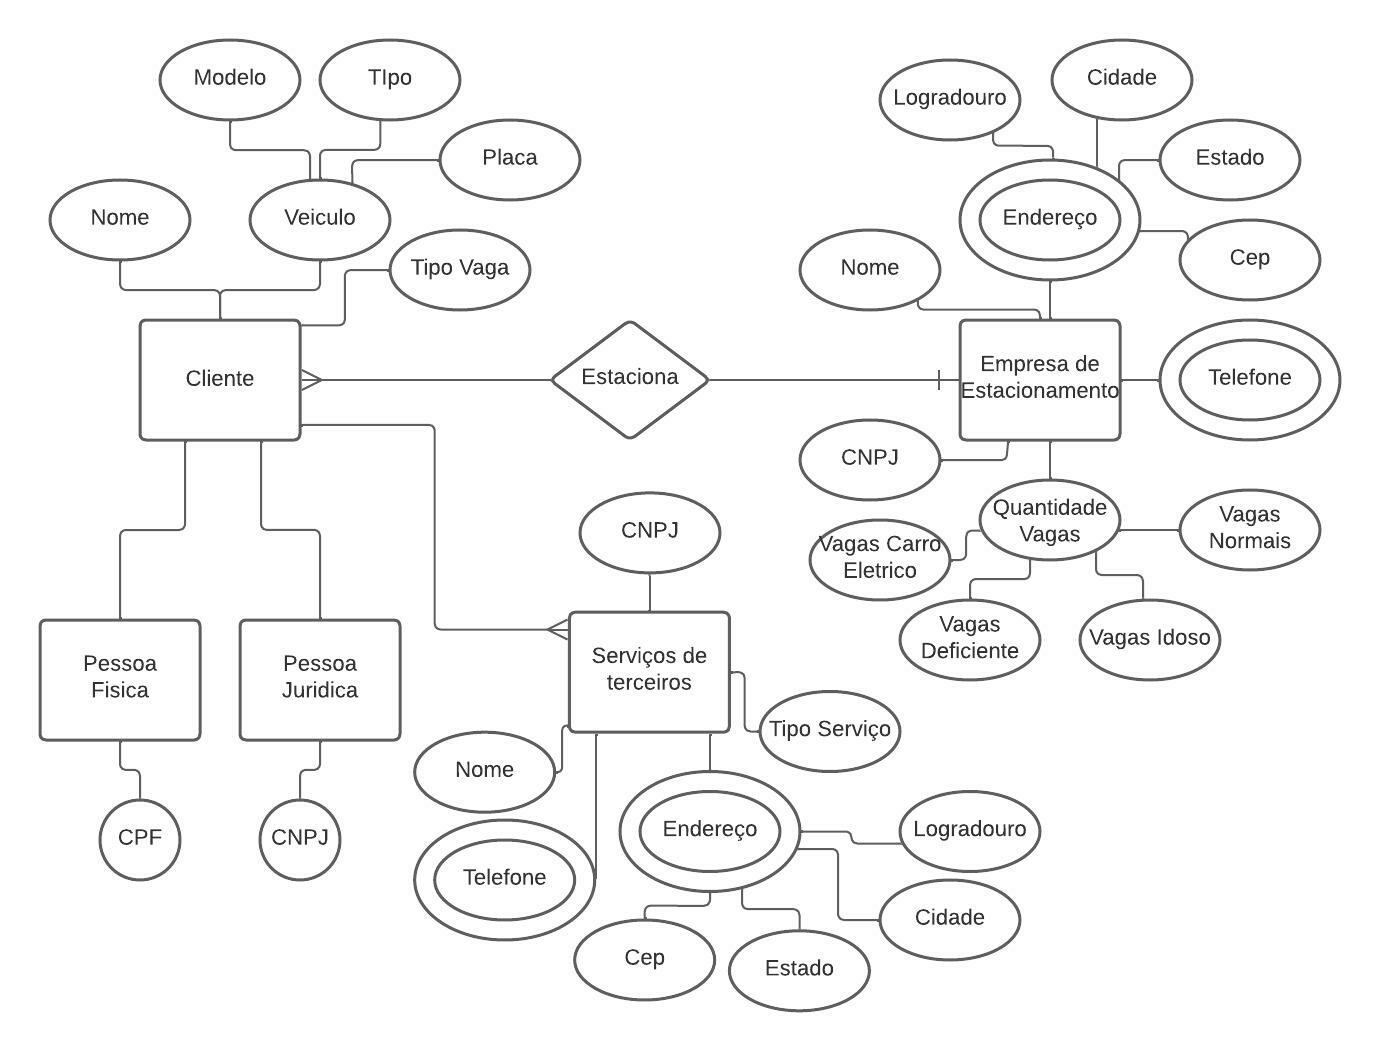 Modelo
TIpo
Placa
Nome
Veiculo
Tipo Vaga
Cliente
Estaciona
Logradouro
Cidade
Estado
Endereço
Cep
Nome
Empresa de
Estacionamento
Telefone
CNPJ
Quantidade
Vagas
Vagas
Normais
Vagas Carro
Eletrico
Vagas
Deficiente
Vagas Idoso
CNPJ
Serviços de
terceiros
Pessoa
Fisica
Pessoa
Juridica
Tipo Serviço
Nome
CPF
CNPJ
Telefone
Endereço
Logradouro
Cidade
Cep
Estado